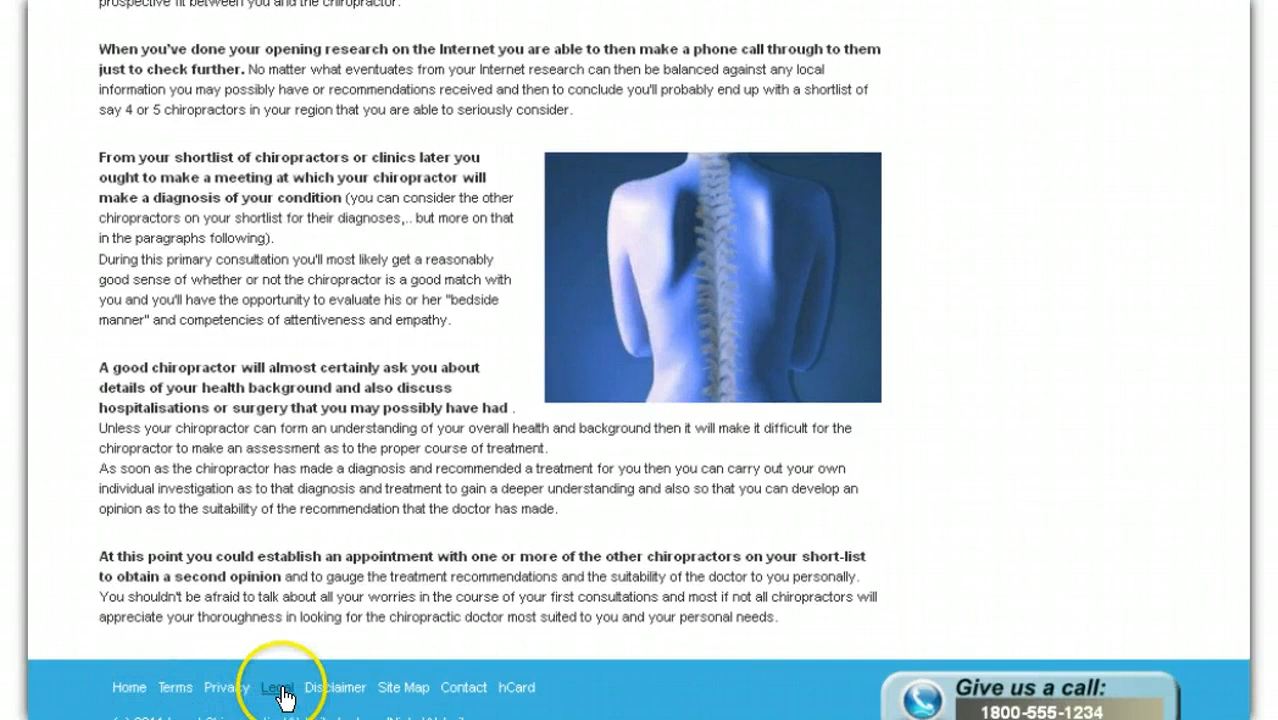 prospective fit between you and the chiropractor.
When you've done your opening research on the Internet you are able to then make a phone call through to them
just to check further. No matter what eventuates from your Internet research can then be balanced against any local
information you may possibly have or recommendations received and then to conclude you'll probably end up with a shortlist of
say 4 or 5 chiropractors in your region that you are able to seriously consider.
From your shortlist of chiropractors or clinics later you
ought to make a meeting at which your chiropractor will
make a diagnosis of your condition (you can consider the other
chiropractors on your shortlist for their diagnoses,.. but more on that
in the paragraphs following).
During this primary consultation you'll most likely get a reasonably
good sense of whether or not the chiropractor is a good match with
you and you'll have the opportunity to evaluate his or her "bedside
manner" and competencies of attentiveness and empathy.
A good chiropractor will almost certainly ask you about
details of your health background and also discuss
hospitalisations or surgery that you may possibly have had .
Unless your chiropractor can form an understanding of your overall health and background then it will make it difficult for the
chiropractor to make an assessment as to the proper course of treatment.
As soon as the chiropractor has made a diagnosis and recommended a treatment for you then you can carry out your own
individual investigation as to that diagnosis and treatment to gain a deeper understanding and also so that you can develop an
opinion as to the suitability of the recommendation that the doctor has made.
At this point you could establish an appointment with one or more of the other chiropractors on your short-list
to obtain a second opinion and to gauge the treatment recommendations and the suitability of the doctor to you personally.
You shouldn't be afraid to talk about all your worries in the course of your first consultations and most if not all chiropractors will
appreciate your thoroughness in looking for the chiropractic doctor most suited to you and your personal needs.
Home Terms Privacy Legal Disclaimer Site Map Contact hCard
Give us a call:
1800-555-1234